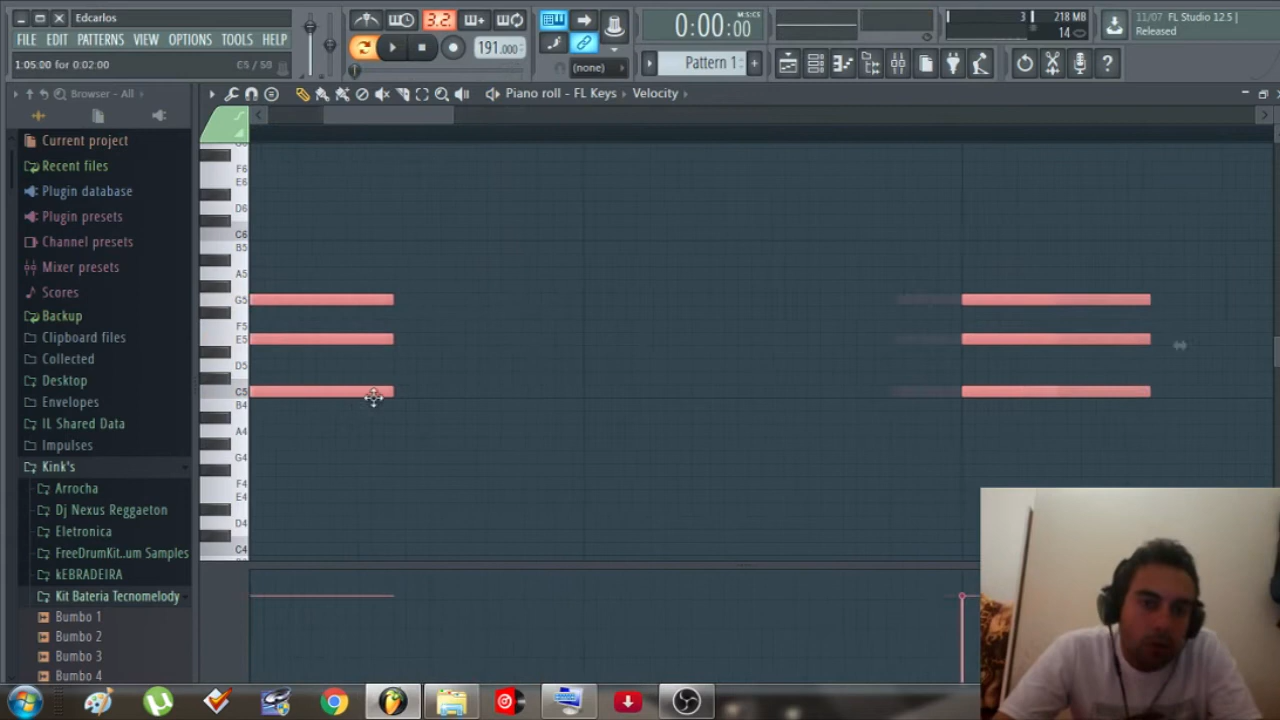 Edcarlos
FILE EDIT PATTERNS VIEW OPTIONS TOOLS HELP
1:05:00 for 0:02:00
C5 / 50
3.2.
191.000
(none)
0:00:00
M:S:CS
Pattern 1
3
218 MB
14
11/07 FL Studio 12.5 |
Released
Browser - All
Piano roll - FL Keys
Velocity
Current project
Recent files
Plugin database
Plugin presets
Channel presets
Mixer presets
Scores
Backup
Clipboard files
Collected
Desktop
Envelopes
IL Shared Data
Impulses
Kink's
Arrocha
Dj Nexus Reggaeton
Eletronica
FreeDrumKit..um Samples
kEBRADEIRA
Kit Bateria Tecnomelody
Bumbo 1
Bumbo 2
Bumbo 3
Bumbo 4
F6
E6
D6
C6
B5
A5
G5
F5
E5
D5
C5
B4
A4
G4
F4
E4
D4
C4